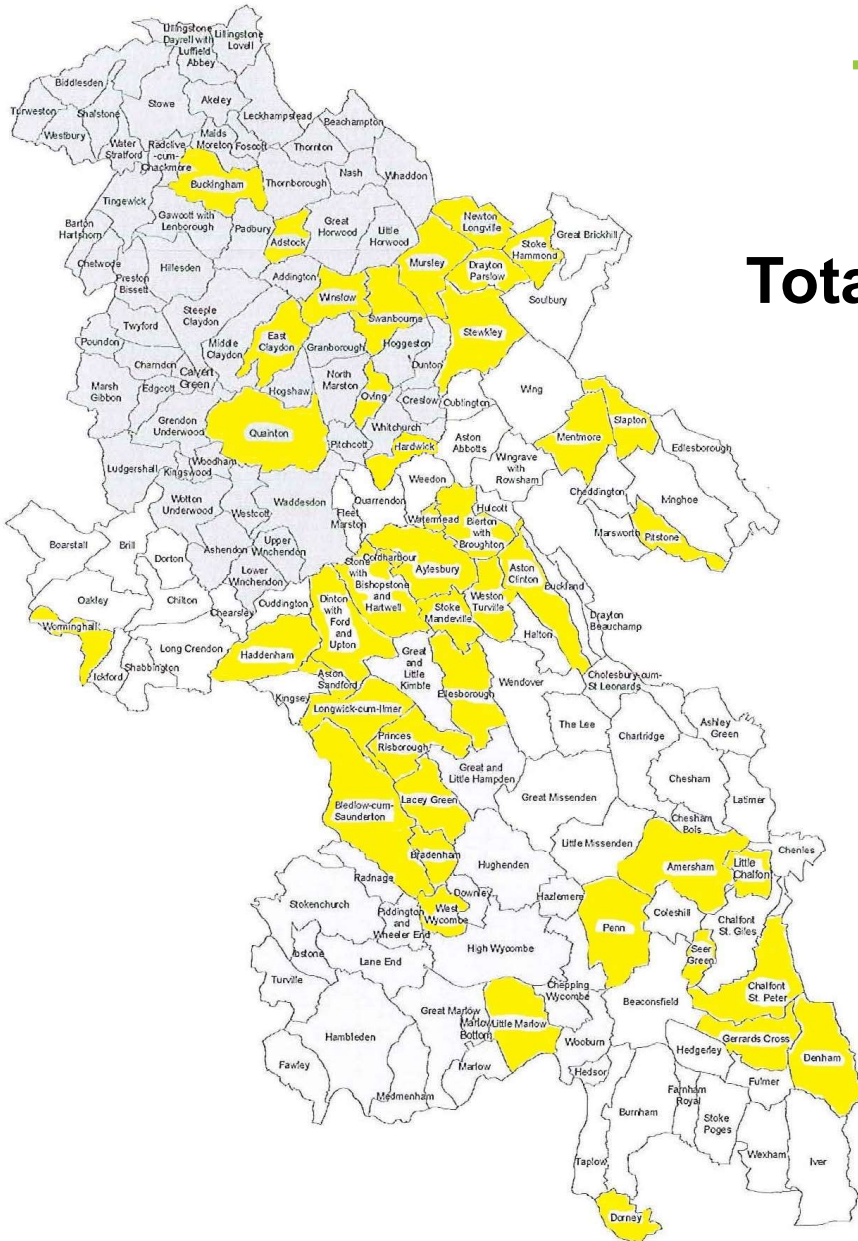 Lillingstone
Dayrell with
Luffield
Abbey
Lillingstone
Lovell
Biddlesden
Stowe
Akeley
Leckhampstead
Turweston
Shalstone
Westbury
Beachampton
Water
Stratford
Radclive
-cum-
Chackmore
Maids
Moreton
Foscott
Thornton
Buckingham
Thornborough
Nash
Whaddon
Tingewick
Barton
Hartshorn
Gawcott with
Lenborough
Padbury
Adstock
Great
Horwood
Little
Horwood
Newton
Longville
Great Brickhill
Stoke
Hammond
Chetwode
Preston
Bissett
Hillesden
Addington
Mursley
Drayton
Parslow
Total
Soulbury
Winslow
Steeple
Claydon
Twyford
Poundon
Middle
Claydon
East
Claydon
Swanbourne
Granborough
Hoggeston
Stewkley
Charndon
Calvert
Green
Dunton
Marsh
Gibbon
Edgcott
Hogshaw
North
Marston
Oving
Creslow
Cublington
Wing
Grendon
Underwood
Quainton
Pitchcott
Whitchurch
Hardwick
Aston
Abbotts
Wingrave
with
Rowsham
Mentmore
Slapton
Edlesborough
Ludgershall
Woodham
Kingswood
Weedon
Cheddington
Ivinghoe
Wotton
Underwood
Westcott
Waddesdon
Fleet
Marston
Quarrendon
Watermead
Hulcott
Bierton
with
Broughton
Marsworth
Pitstone
Boarstall
Brill
Dorton
Ashendon
Upper
Winchendon
Lower
Winchendon
Coldharbour
Stone
with
Bishopstone
and
Hartwell
Aylesbury
Aston
Clinton
Buckland
Oakley
Chilton
Chearsley
Cuddington
Dinton
with
Ford
and
Upton
Stoke
Mandeville
Weston
Turville
Drayton
Beauchamp
Worminghall
Ickford
Shabbington
Long Crendon
Haddenham
Halton
Aston
Sandford
Great
and
Little
Kimble
Ellesborough
Wendover
Cholesbury-cum-
St Leonards
Kingsey
Longwick-cum-Ilmer
The Lee
Chartridge
Ashley
Green
Princes
Risborough
Great and
Little Hampden
Chesham
Latimer
Bledlow-cum-
Saunderton
Lacey Green
Great Missenden
Chesham
Bois
Little Missenden
Chenies
Bradenham
Hughenden
Amersham
Little
Chalfont
Radnage
Downley
Hazlemere
Stokenchurch
Piddington
and
Wheeler End
West
Wycombe
Penn
Coleshill
Chalfont
St. Giles
Ibstone
Lane End
High Wycombe
Seer
Green
Turville
Chepping
Wycombe
Beaconsfield
Chalfont
St. Peter
Hambleden
Great Marlow
Marlow
Bottom
Little Marlow
Wooburn
Gerrards Cross
Denham
Hedgerley
Fawley
Medmenham
Marlow
Hedsor
Fulmer
Burnham
Farnham
Royal
Stoke
Poges
Wexham
Iver
Taplow
Dorney